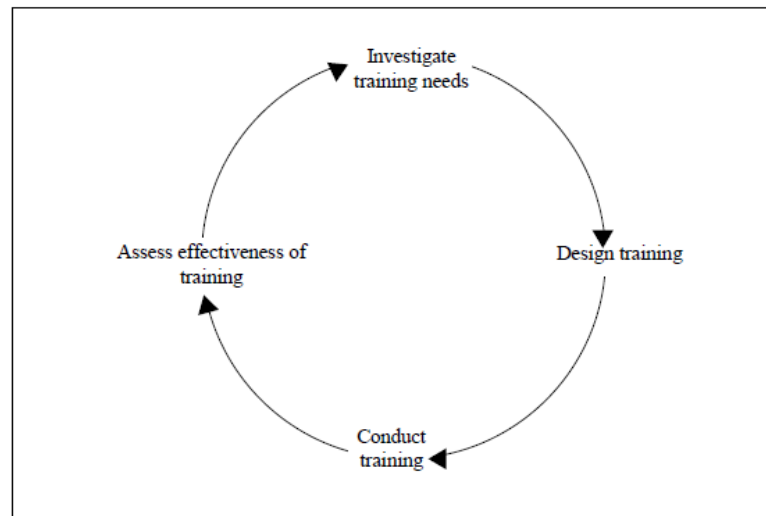 Investigate
training needs
Design training
Conduct
training
Assess effectiveness of
training